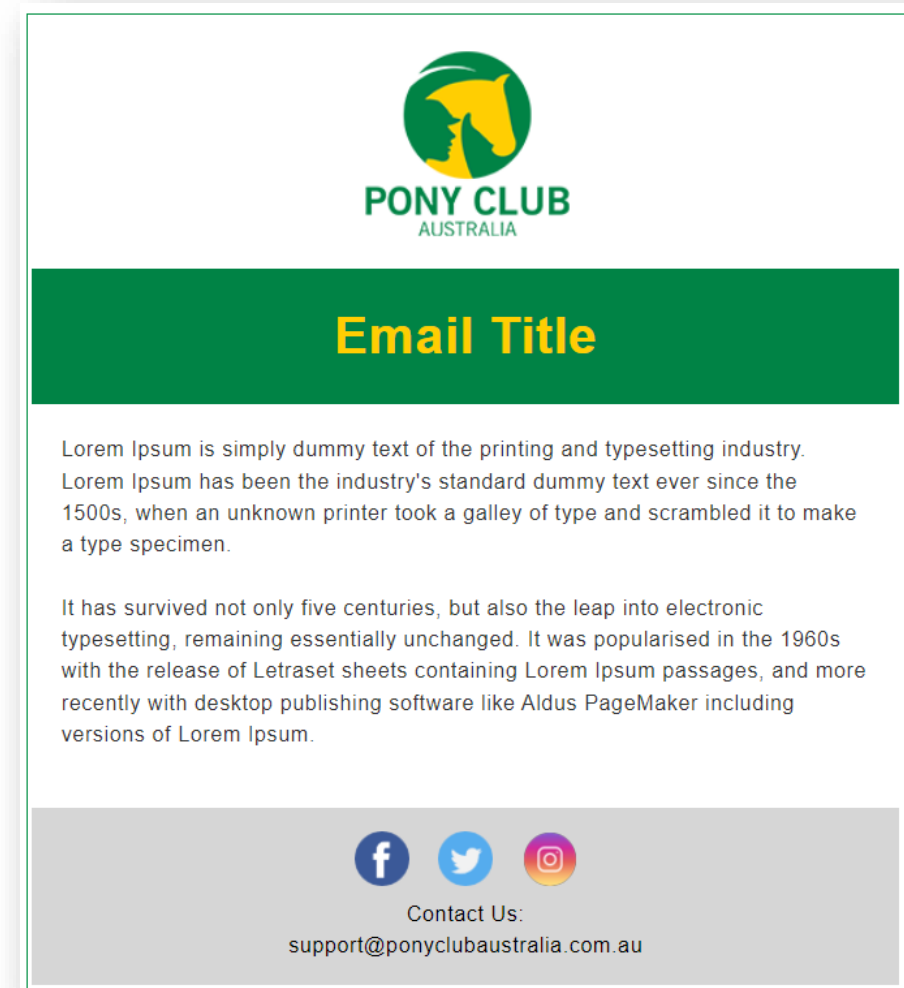 PONY CLUB
AUSTRALIA
Email Title
Lorem Ipsum is simply dummy text of the printing and typesetting industry.
Lorem Ipsum has been the industry's standard dummy text ever since the
1500s, when an unknown printer took a galley of type and scrambled it to make
a type specimen.
It has survived not only five centuries, but also the leap into electronic
typesetting, remaining essentially unchanged. It was popularised in the 1960s
with the release of Letraset sheets containing Lorem Ipsum passages, and more
recently with desktop publishing software like Aldus PageMaker including
versions of Lorem Ipsum.
Contact Us:
support@ponyclubaustralia.com.au